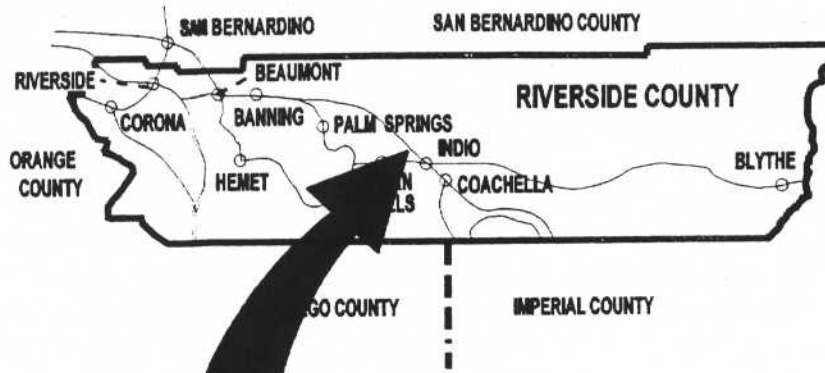 SAN BERNARDINO
SAN BERNARDINO COUNTY
RIVERSIDE
BEAUMONT
RIVERSIDE COUNTY
CORONA
BANNING
PALM SPRINGS
INDIO
ORANGE
COUNTY
HEMET
COACHELLA
BLYTHE
COUNTY
IMPERIAL COUNTY